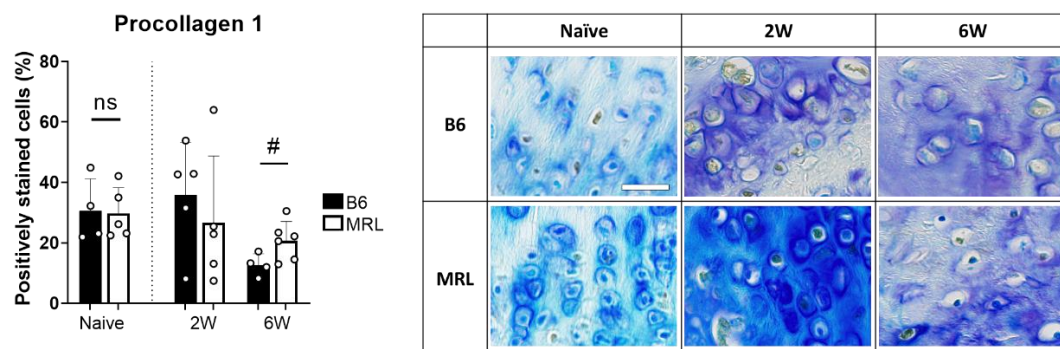 Procollagen 1
Positively stained cells (%)
80
60
40
20
0
ns
#
Naive
2W
6W
B6
MRL
Naïve
2W
6W
B6
MRL